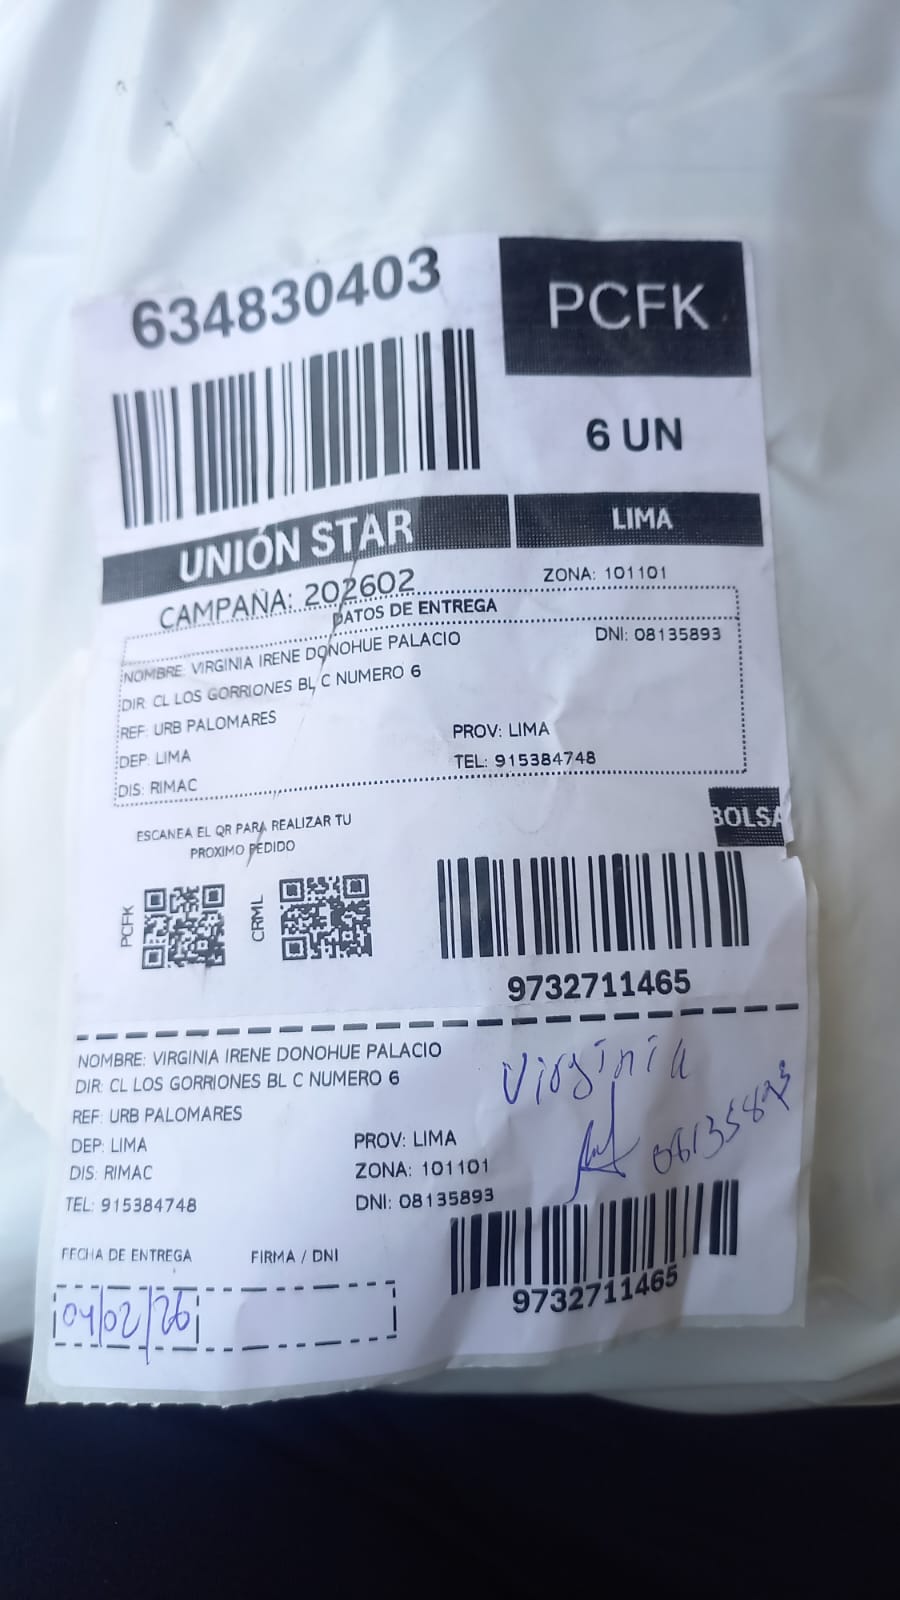 634830403
PCFK
6 UN
UNIÓN STAR
LIMA
CAMPAÑA: 202602
ZONA: 101101
DATOS DE ENTREGA
NOMBRE: VIRGINIA IRENE DONOHUE PALACIO
DNI: 08135893
DIR: CL LOS GORRIONES BL C NUMERO 6
REF: URB PALOMARES
DEP: LIMA
PROV: LIMA
DIS: RIMAC
TEL: 915384748
BOLSA
ESCANEA EL QR PARA REALIZAR TU
PROXIMO PEDIDO
PCFK
CRML
9732711465
NOMBRE: VIRGINIA IRENE DONOHUE PALACIO
DIR: CL LOS GORRIONES BL C NUMERO 6
REF: URB PALOMARES
DEP: LIMA
PROV: LIMA
DIS: RIMAC
ZONA: 101101
TEL: 915384748
DNI: 08135893
Virginia
08135893
FECHA DE ENTREGA
FIRMA / DNI
04/02/26
9732711465